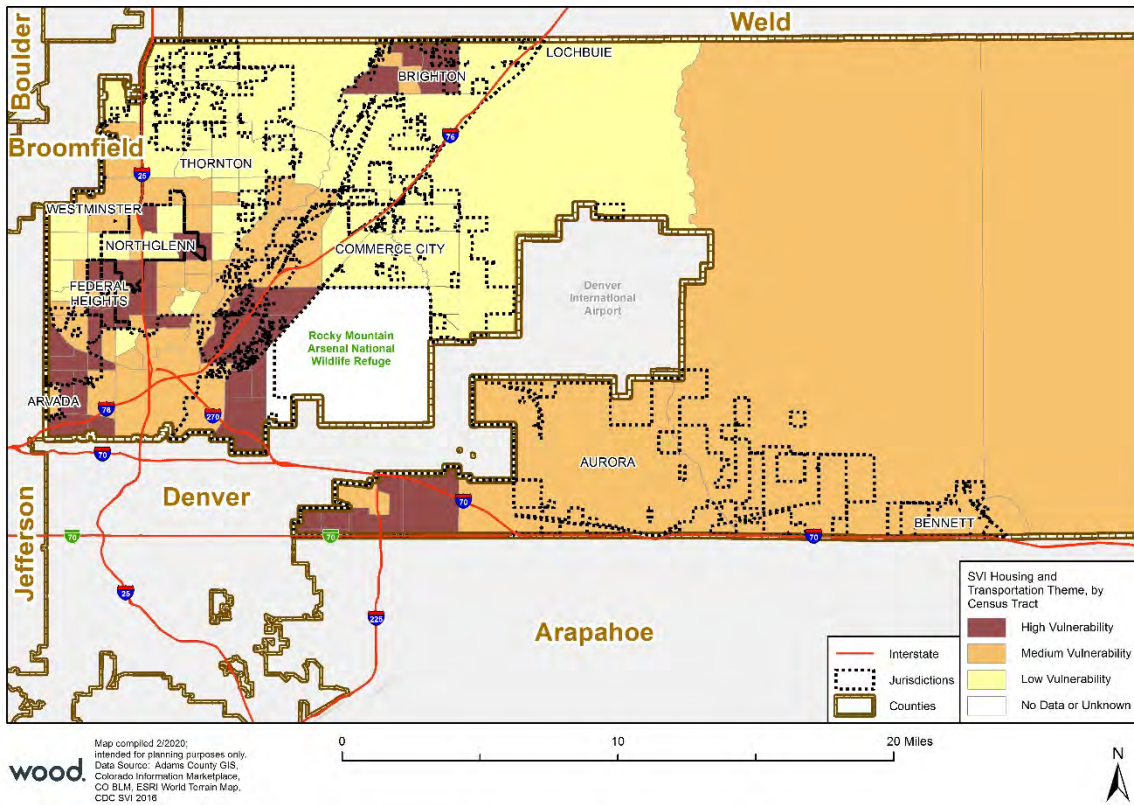 Weld
Boulder
LOCHBUIE
BRIGHTON
76
Broomfield
THORNTON
25
WESTMINSTER
NORTHGLENN
COMMERCE CITY
FEDERAL
HEIGHTS
Denver
International
Airport
Rocky Mountain
Arsenal National
Wildlife Refuge
ARVADA
76
270
70
AURORA
Denver
70
BENNETT
Jefferson
70
70
70
25
225
Arapahoe
SVI Housing and
Transportation Theme, by
Census Tract
High Vulnerability
Medium Vulnerability
Low Vulnerability
No Data or Unknown
Interstate
Jurisdictions
Counties
wood.
Map compiled 2/2020;
intended for planning purposes only.
Data Source: Adams County GIS,
Colorado Information Marketplace,
CO BLM, ESRI World Terrain Map,
CDC SVI 2016
0
10
20 Miles
N